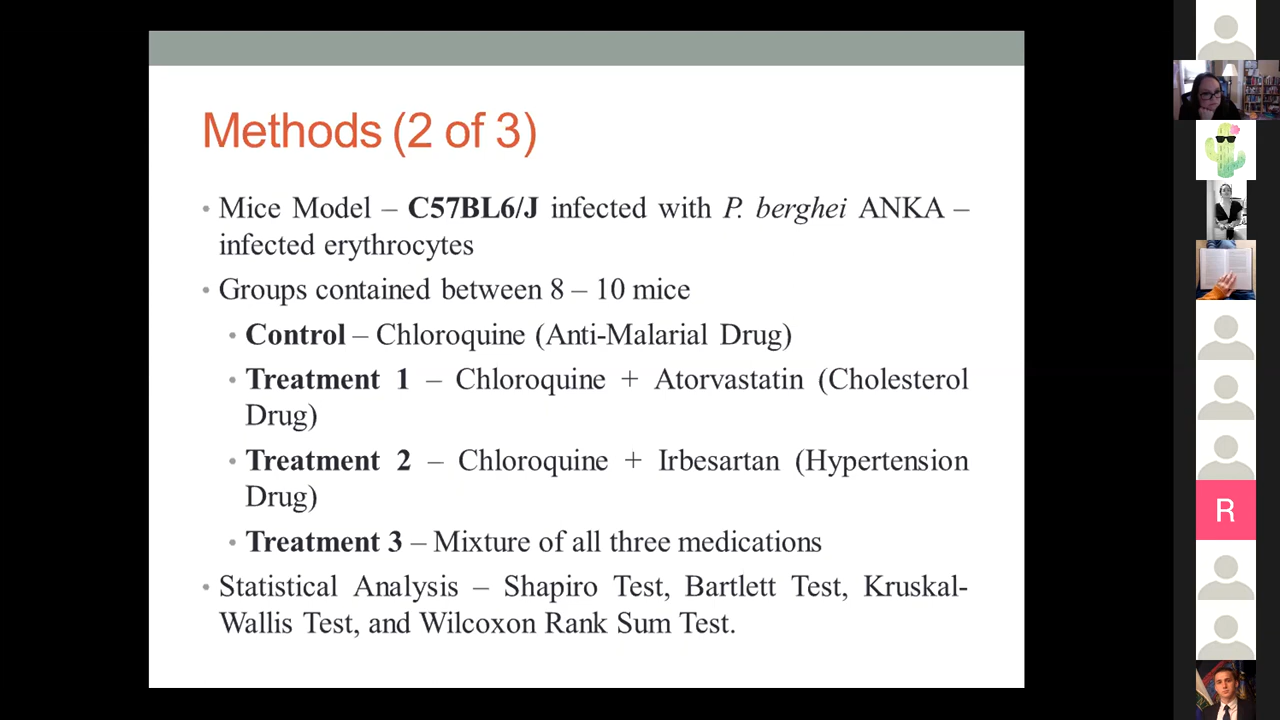 Methods (2 of 3)
• Mice Model – C57BL6/J infected with P. berghei ANKA –
infected erythrocytes
• Groups contained between 8 – 10 mice
• Control – Chloroquine (Anti-Malarial Drug)
• Treatment 1 – Chloroquine + Atorvastatin (Cholesterol
Drug)
• Treatment 2 – Chloroquine + Irbesartan (Hypertension
Drug)
• Treatment 3 – Mixture of all three medications
• Statistical Analysis – Shapiro Test, Bartlett Test, Kruskal-
Wallis Test, and Wilcoxon Rank Sum Test.
R